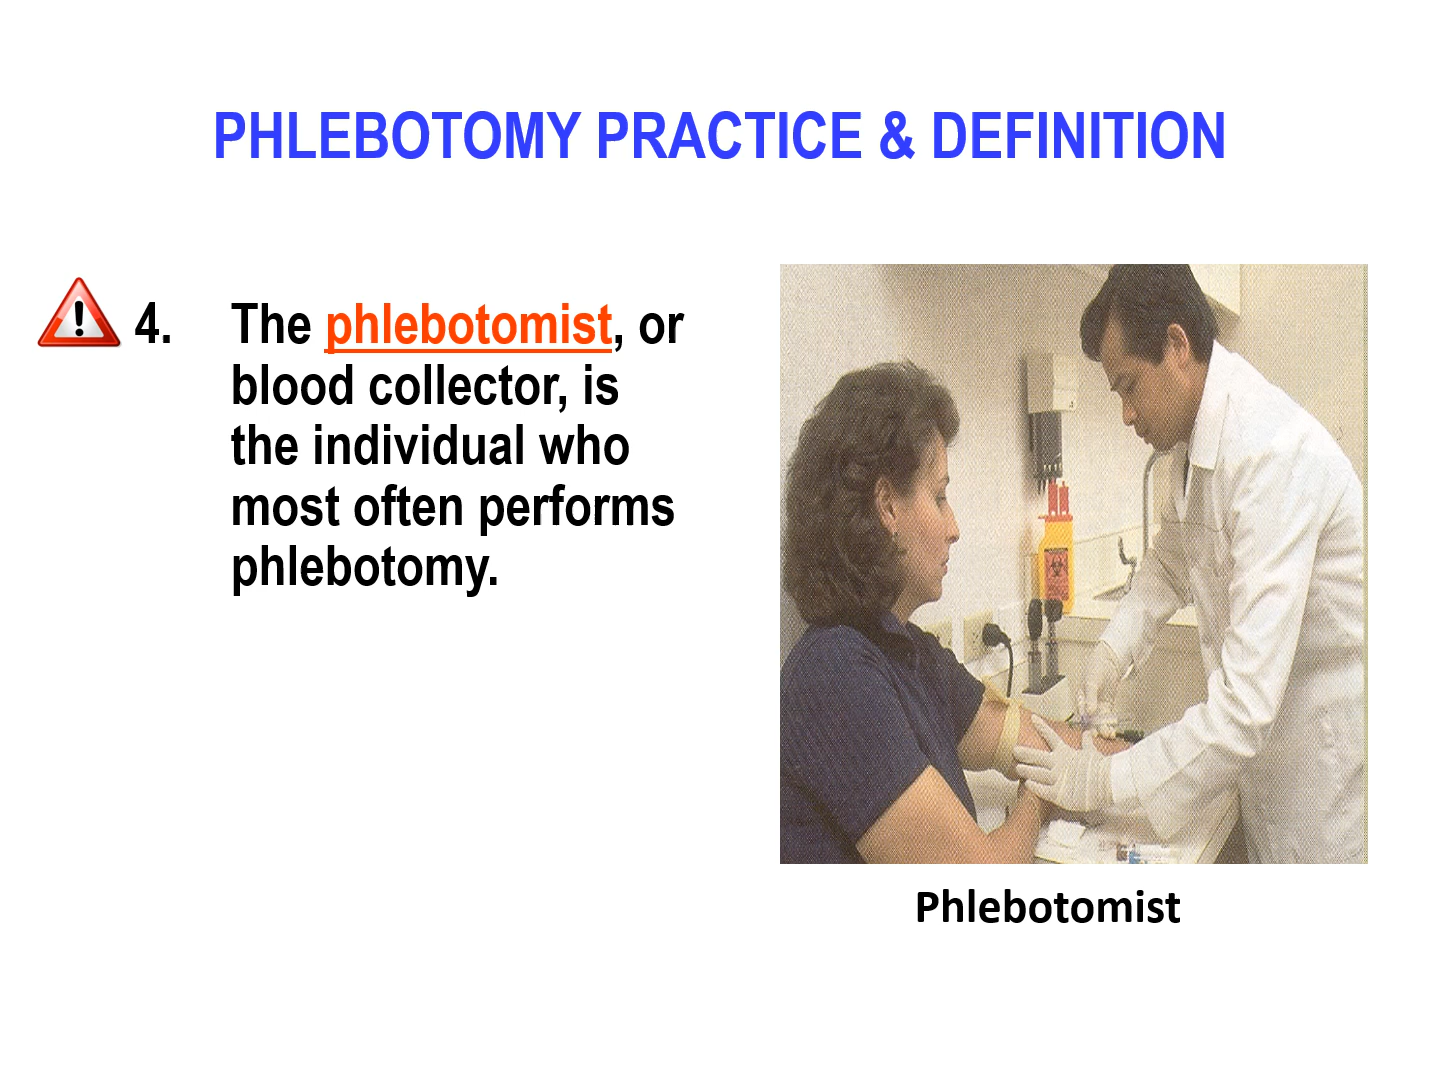 PHLEBOTOMY PRACTICE & DEFINITION
4. The phlebotomist, or
blood collector, is
the individual who
most often performs
phlebotomy.
Phlebotomist